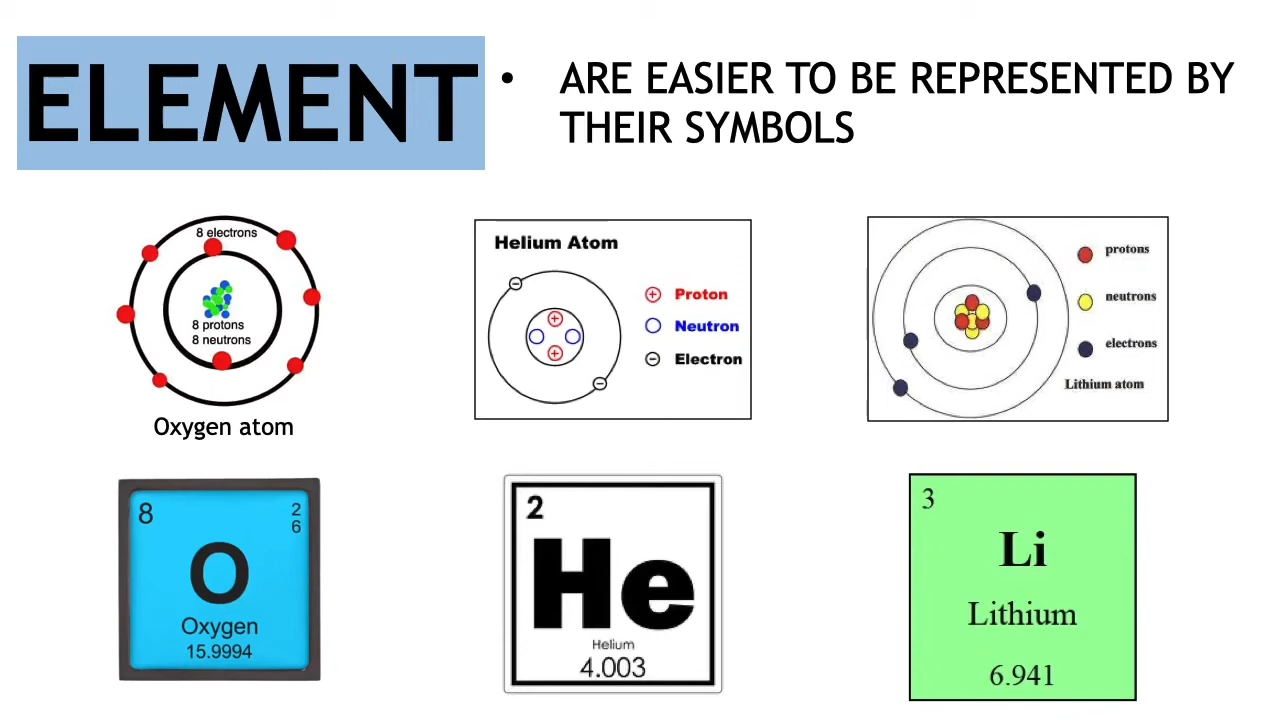 ELEMENT
• ARE EASIER TO BE REPRESENTED BY
THEIR SYMBOLS
8 electrons
8 protons
8 neutrons
Oxygen atom
Helium Atom
Proton
Neutron
Electron
protons
neutrons
electrons
Lithium atom
8
2
6
O
Oxygen
15.9994
2
He
Helium
4.003
3
Li
Lithium
6.941